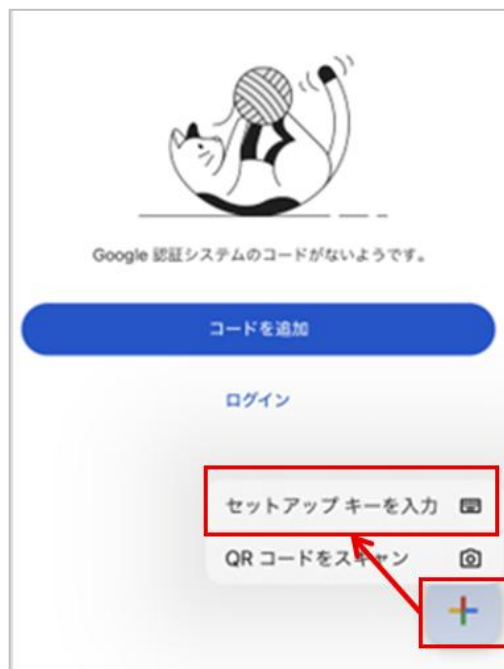 Google 認証システムのコードがないようです。
コードを追加
ログイン
セットアップ キーを入力
QR コードをスキャン